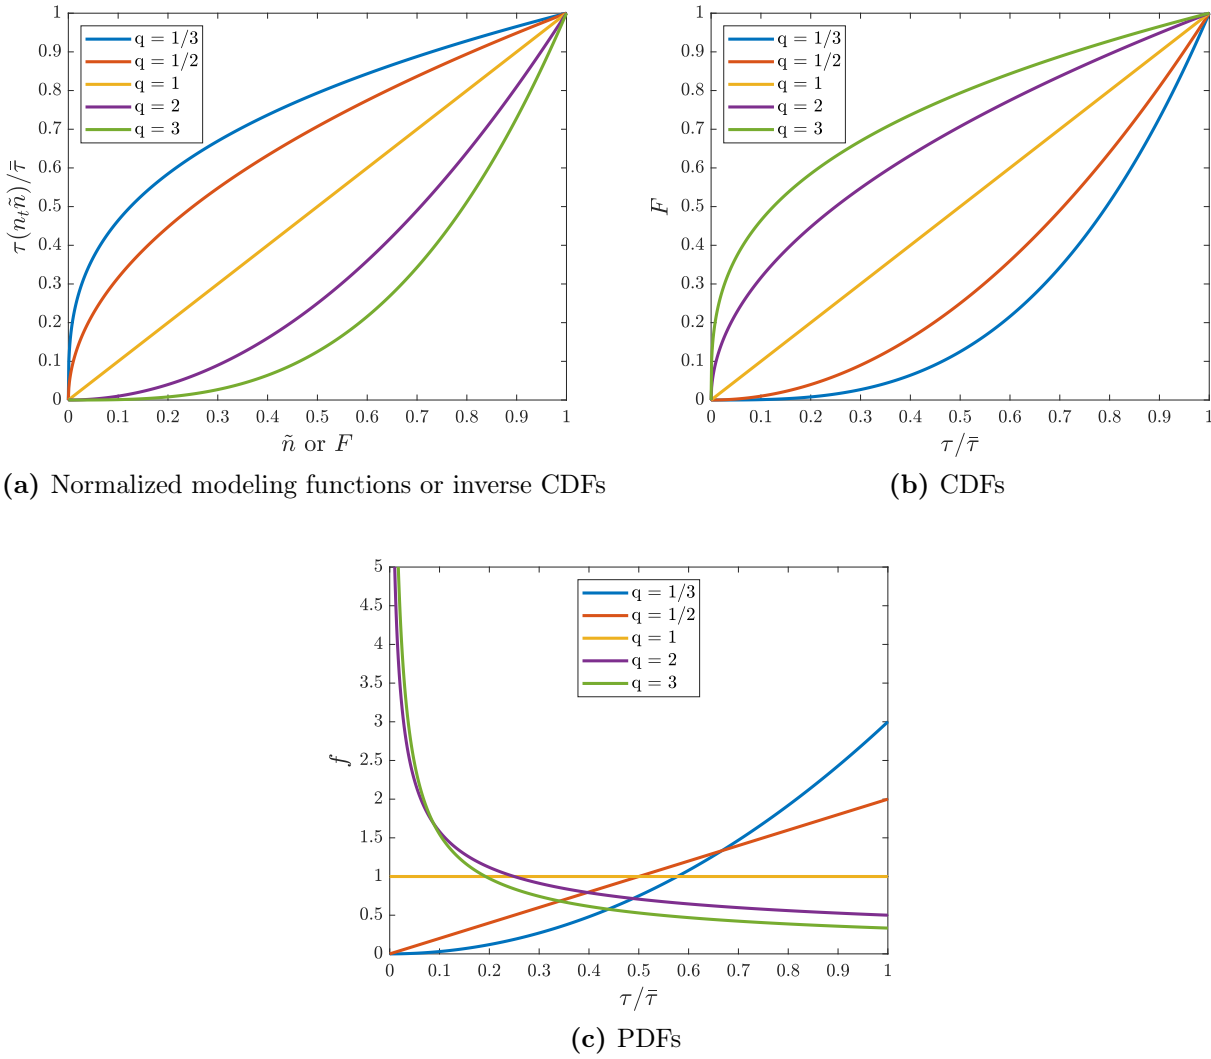 1
0.9
0.8
0.7
0.6
0.5
0.4
0.3
0.2
0.1
0
τ(n_tñ)/τ̄̄
q = 1/3
q = 1/2
q = 1
q = 2
q = 3
0 0.1 0.2 0.3 0.4 0.5 0.6 0.7 0.8 0.9 1
ñ or F
(a) Normalized modeling functions or inverse CDFs
1
0.9
0.8
0.7
0.6
0.5
0.4
0.3
0.2
0.1
0
F
q = 1/3
q = 1/2
q = 1
q = 2
q = 3
0 0.1 0.2 0.3 0.4 0.5 0.6 0.7 0.8 0.9 1
τ/τ̄̄
(b) CDFs
5
4.5
4
3.5
3
2.5
2
1.5
1
0.5
0
f
q = 1/3
q = 1/2
q = 1
q = 2
q = 3
0 0.1 0.2 0.3 0.4 0.5 0.6 0.7 0.8 0.9 1
τ/τ̄̄
(c) PDFs